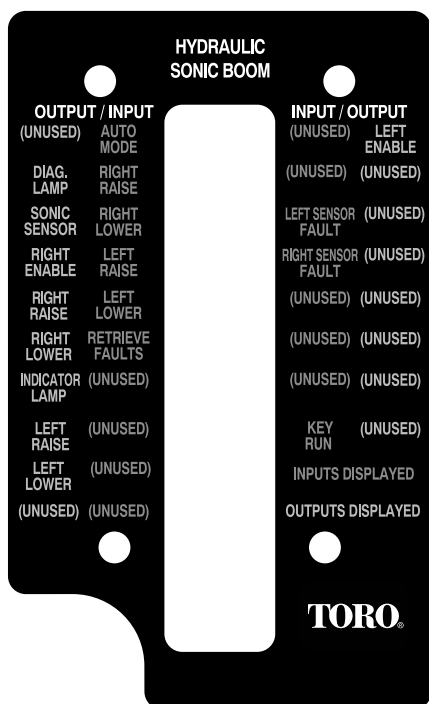 HYDRAULIC
SONIC BOOM
OUTPUT / INPUT
(UNUSED) AUTO MODE
DIAG. LAMP RIGHT RAISE
SONIC SENSOR RIGHT LOWER
RIGHT ENABLE LEFT RAISE
RIGHT RAISE LEFT LOWER
RIGHT LOWER RETRIEVE FAULTS
INDICATOR LAMP (UNUSED)
LEFT RAISE (UNUSED)
LEFT LOWER (UNUSED)
(UNUSED) (UNUSED)
INPUT / OUTPUT
(UNUSED) LEFT ENABLE
(UNUSED) (UNUSED)
LEFT SENSOR FAULT (UNUSED)
RIGHT SENSOR FAULT (UNUSED)
(UNUSED) (UNUSED)
(UNUSED) (UNUSED)
(UNUSED) (UNUSED)
KEY RUN (UNUSED)
INPUTS DISPLAYED
OUTPUTS DISPLAYED
TORO®